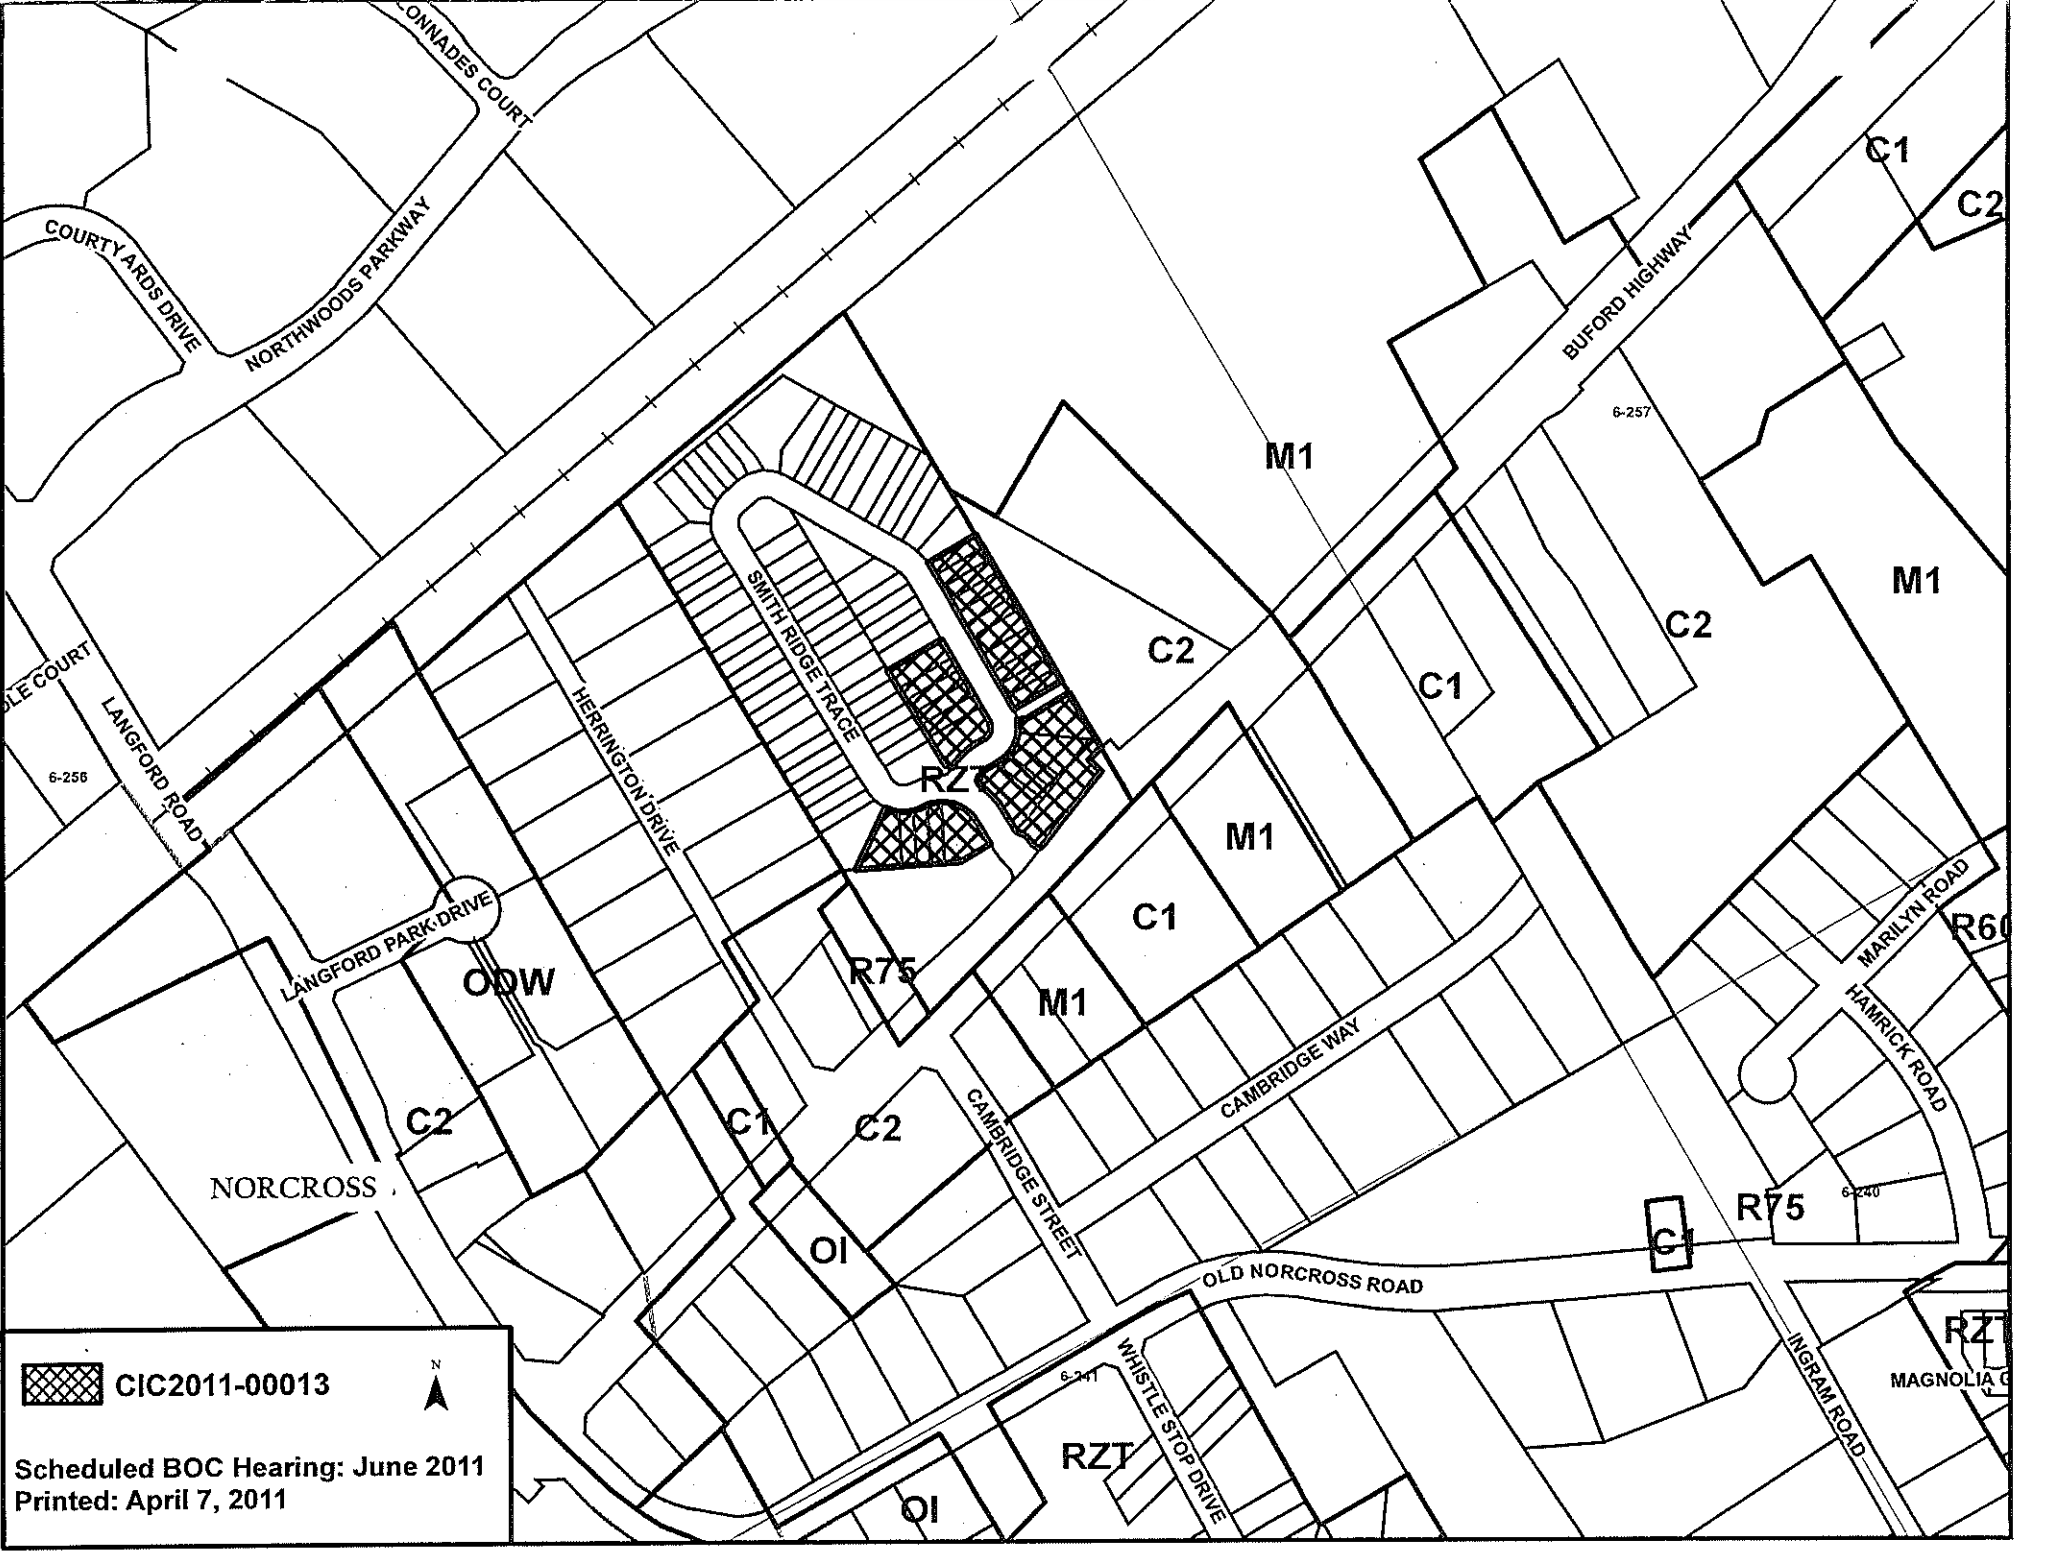 ONNADES COURT
C1
C2
COURTY ARDS DRIVE
NORTHWOODS PARKWAY
BUFORD HIGHWAY
6-257
M1
M1
SMITH RIDGE TRACE
C2
C2
C1
DLE COURT
LANGFORD ROAD
HERRINGTON DRIVE
6-256
RZT
M1
LANGFORD PARK DRIVE
C1
MARILYN ROAD
R60
ODW
R75
M1
HAMRICK ROAD
CAMBRIDGE WAY
C2
C1
C2
CAMBRIDGE STREET
NORCROSS
R75
6-240
OI
C1
OLD NORCROSS ROAD
RZT
MAGNOLIA G
INGRAM ROAD
WHISTLE STOP DRIVE
6-241
RZT
OI
N
CIC2011-00013
Scheduled BOC Hearing: June 2011
Printed: April 7, 2011